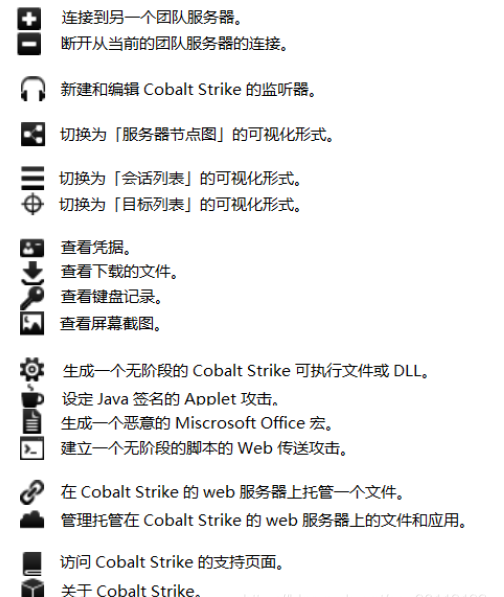 连接到另一个团队服务器。
断开从当前的团队服务器的连接。
新建和编辑 Cobalt Strike 的监听器。
切换为「服务器节点图」的可视化形式。
切换为「会话列表」的可视化形式。
切换为「目标列表」的可视化形式。
查看凭据。
查看下载的文件。
查看键盘记录。
查看屏幕截图。
生成一个无阶段的 Cobalt Strike 可执行文件或 DLL。
设定 Java 签名的 Applet 攻击。
生成一个恶意的 Miscrosoft Office 宏。
建立一个无阶段的脚本的 Web 传送攻击。
在 Cobalt Strike 的 web 服务器上托管一个文件。
管理托管在 Cobalt Strike 的 web 服务器上的文件和应用。
访问 Cobalt Strike 的支持页面。
关于 Cobalt Strike。